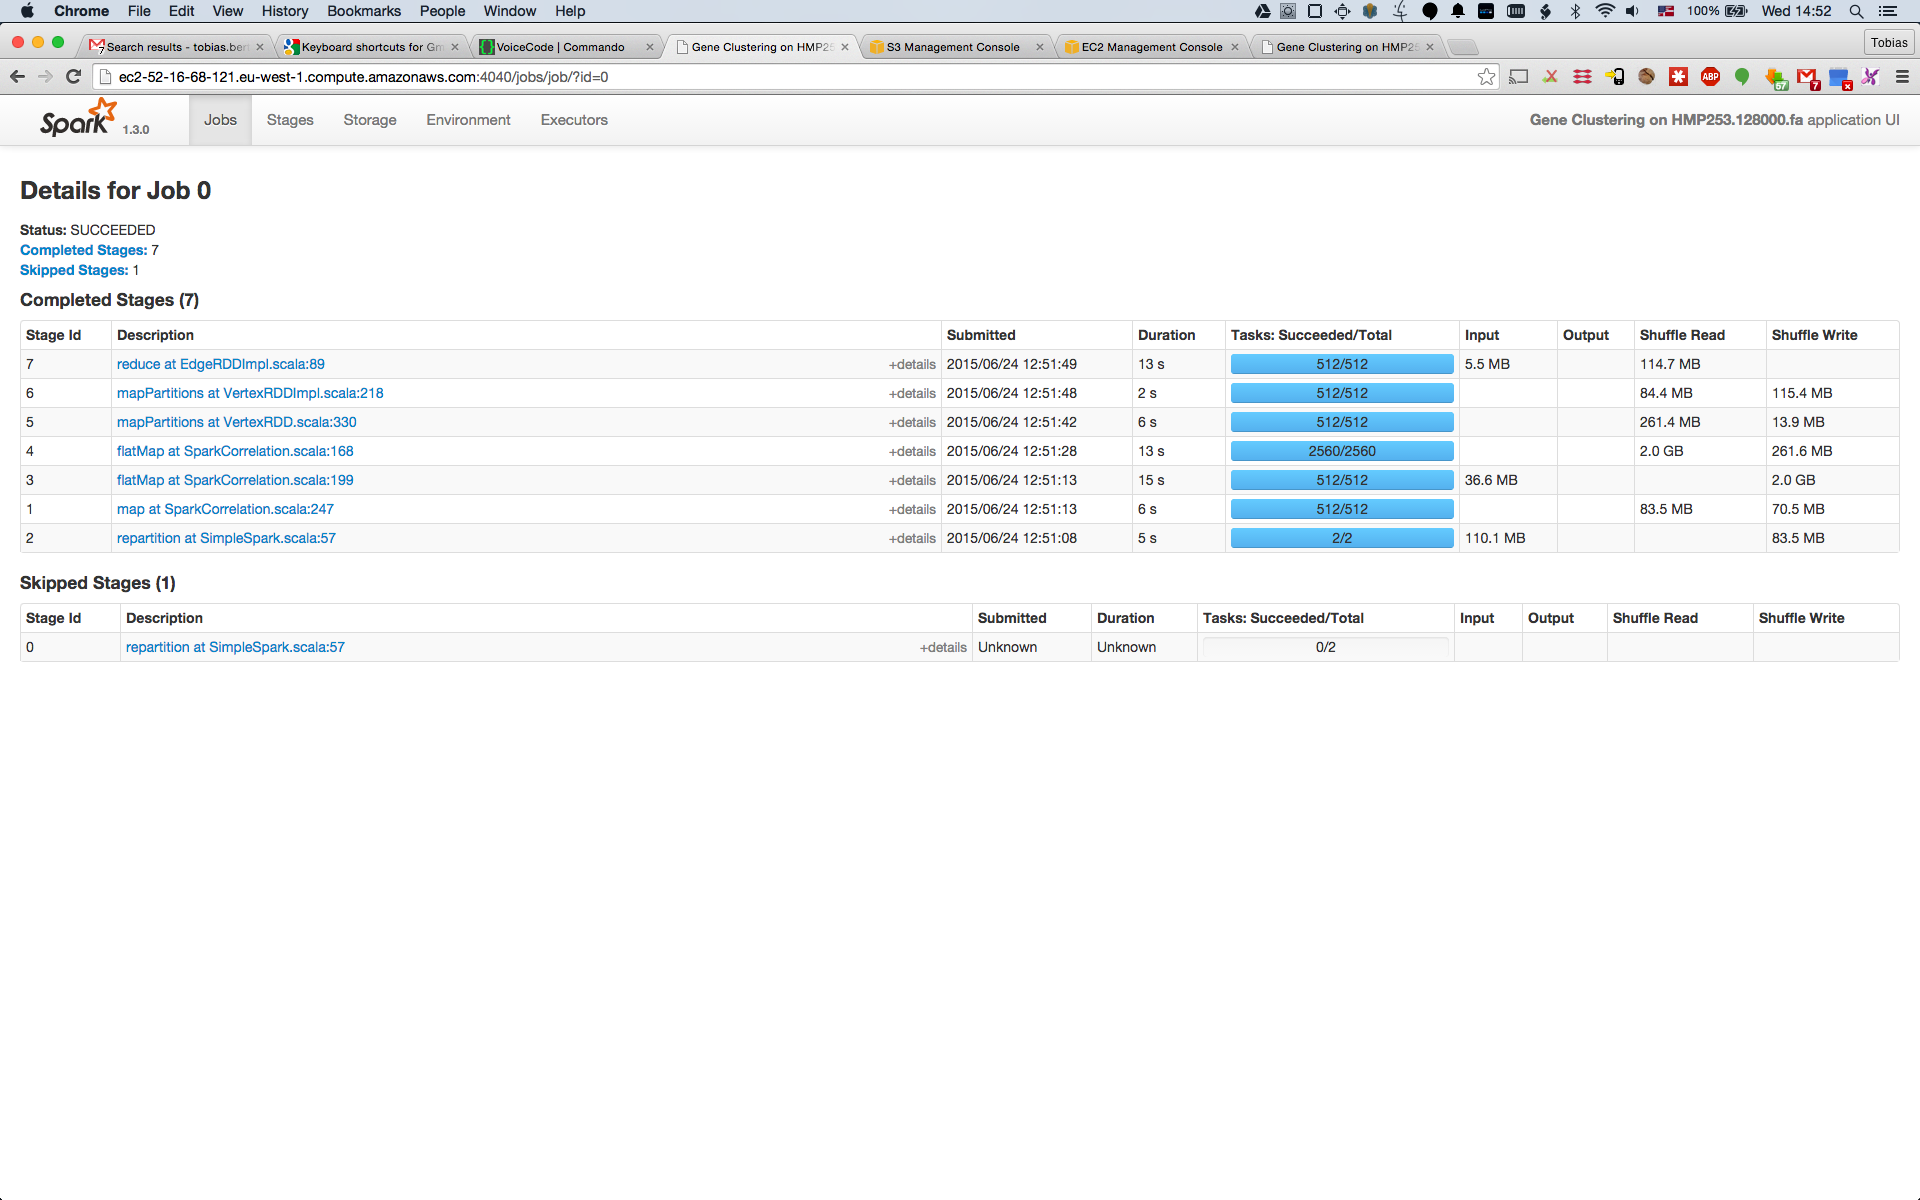 Chrome File Edit View History Bookmarks People Window Help 100% Wed 14:52
Search results - tobias.ber Keyboard shortcuts for Gm VoiceCode | Commando Gene Clustering on HMP25 S3 Management Console EC2 Management Console Gene Clustering on HMP25 Tobias
ec2-52-16-68-121.eu-west-1.compute.amazonaws.com:4040/jobs/job/?id=0 ABP 67 7
Spark 1.3.0 Jobs Stages Storage Environment Executors Gene Clustering on HMP253.128000.fa application UI
Details for Job 0
Status: SUCCEEDED
Completed Stages: 7
Skipped Stages: 1
Completed Stages (7)
Stage Id Description Submitted Duration Tasks: Succeeded/Total Input Output Shuffle Read Shuffle Write
7 reduce at EdgeRDDImpl.scala:89 +details 2015/06/24 12:51:49 13 s 512/512 5.5 MB 114.7 MB
6 mapPartitions at VertexRDDImpl.scala:218 +details 2015/06/24 12:51:48 2 s 512/512 84.4 MB 115.4 MB
5 mapPartitions at VertexRDD.scala:330 +details 2015/06/24 12:51:42 6 s 512/512 261.4 MB 13.9 MB
4 flatMap at SparkCorrelation.scala:168 +details 2015/06/24 12:51:28 13 s 2560/2560 2.0 GB 261.6 MB
3 flatMap at SparkCorrelation.scala:199 +details 2015/06/24 12:51:13 15 s 512/512 36.6 MB 2.0 GB
1 map at SparkCorrelation.scala:247 +details 2015/06/24 12:51:13 6 s 512/512 83.5 MB 70.5 MB
2 repartition at SimpleSpark.scala:57 +details 2015/06/24 12:51:08 5 s 2/2 110.1 MB 83.5 MB
Skipped Stages (1)
Stage Id Description Submitted Duration Tasks: Succeeded/Total Input Output Shuffle Read Shuffle Write
0 repartition at SimpleSpark.scala:57 +details Unknown Unknown 0/2